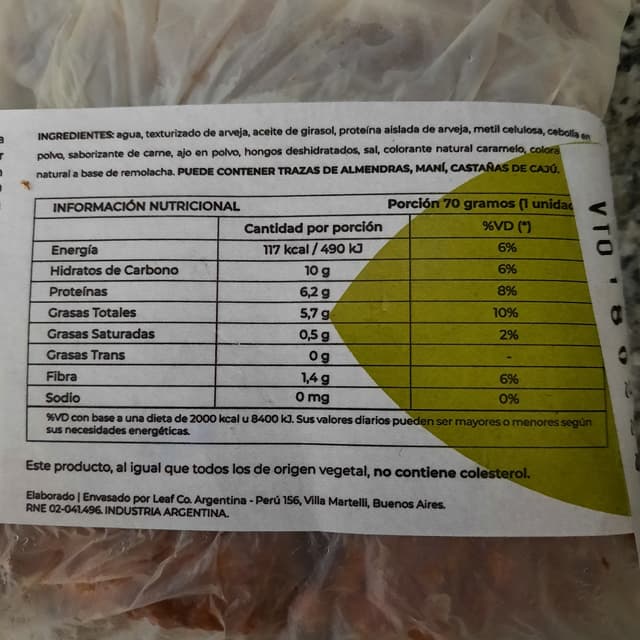 INGREDIENTES: agua, texturizado de arveja, aceite de girasol, proteína aislada de arveja, metil celulosa, cebolla en
polvo, saborizante de carne, ajo en polvo, hongos deshidratados, sal, colorante natural caramelo, colora
natural a base de remolacha. PUEDE CONTENER TRAZAS DE ALMENDRAS, MANÍ, CASTAÑAS DE CAJÚ.
INFORMACIÓN NUTRICIONAL Porción 70 gramos (1 unidad
Cantidad por porción %VD (*)
Energía 117 kcal / 490 kJ 6%
Hidratos de Carbono 10 g 6%
Proteínas 6,2 g 8%
Grasas Totales 5,7 g 10%
Grasas Saturadas 0,5 g 2%
Grasas Trans 0 g -
Fibra 1,4 g 6%
Sodio 0 mg 0%
%VD con base a una dieta de 2000 kcal u 8400 kJ. Sus valores diarios pueden ser mayores o menores según
sus necesidades energéticas.
Este producto, al igual que todos los de origen vegetal, no contiene colesterol.
Elaborado | Envasado por Leaf Co. Argentina - Perú 156, Villa Martelli, Buenos Aires.
RNE 02-041.496. INDUSTRIA ARGENTINA.
VTO